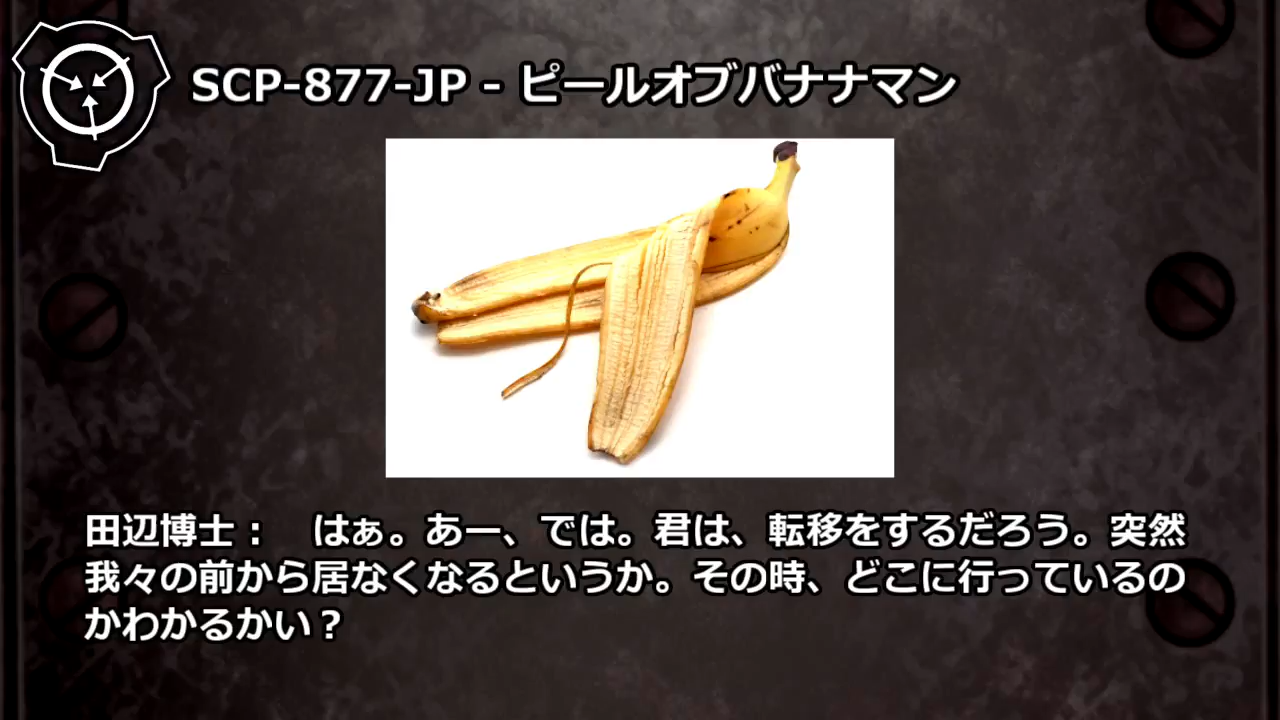 SCP-877-JP - ピールオブバナナマン
田辺博士：　はぁ。あー、では。君は、転移をするだろう。突然
我々の前から居なくなるというか。その時、どこに行っているの
かわかるかい？